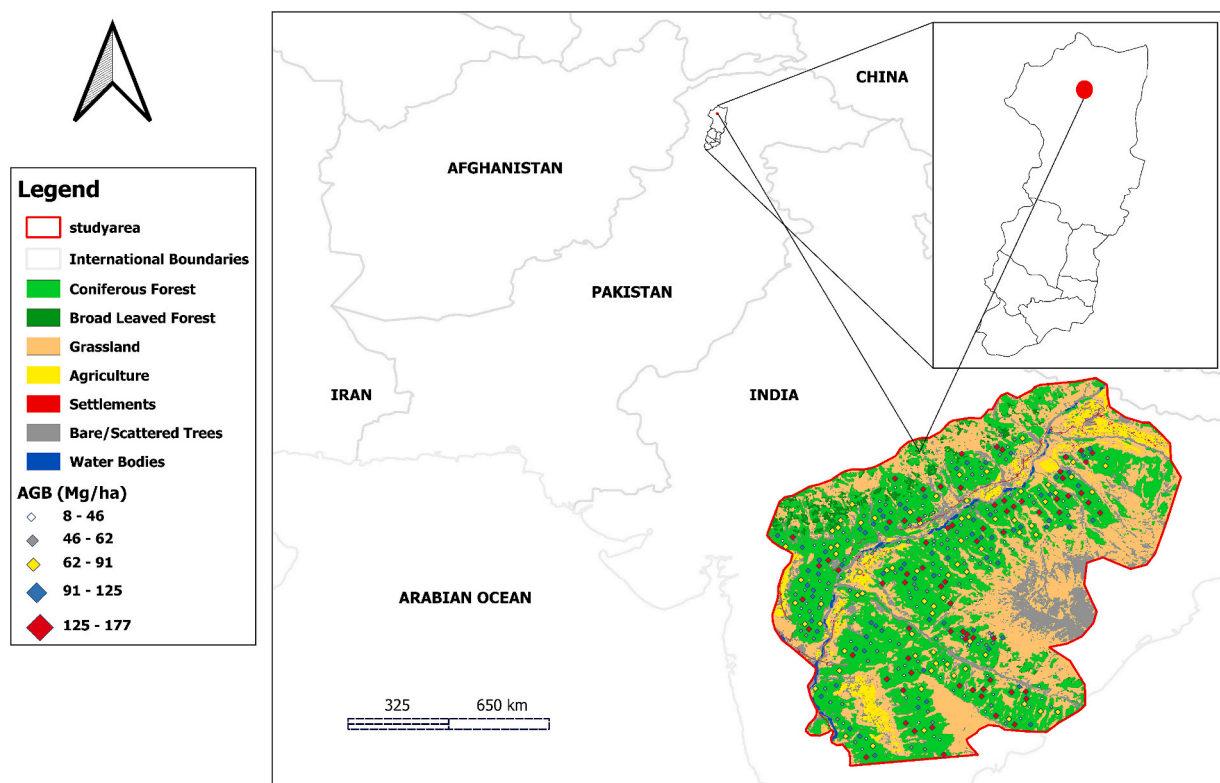 Legend
studyarea
International Boundaries
Coniferous Forest
Broad Leaved Forest
Grassland
Agriculture
Settlements
Bare/Scattered Trees
Water Bodies
AGB (Mg/ha)
8 - 46
46 - 62
62 - 91
91 - 125
125 - 177
CHINA
AFGHANISTAN
PAKISTAN
IRAN
INDIA
ARABIAN OCEAN
325
650 km